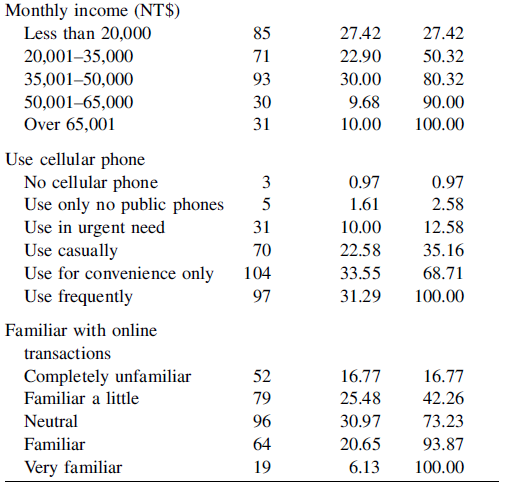 Monthly income (NT$)
Less than 20,000 85 27.42 27.42
20,001–35,000 71 22.90 50.32
35,001–50,000 93 30.00 80.32
50,001–65,000 30 9.68 90.00
Over 65,001 31 10.00 100.00
Use cellular phone
No cellular phone 3 0.97 0.97
Use only no public phones 5 1.61 2.58
Use in urgent need 31 10.00 12.58
Use casually 70 22.58 35.16
Use for convenience only 104 33.55 68.71
Use frequently 97 31.29 100.00
Familiar with online
transactions
Completely unfamiliar 52 16.77 16.77
Familiar a little 79 25.48 42.26
Neutral 96 30.97 73.23
Familiar 64 20.65 93.87
Very familiar 19 6.13 100.00